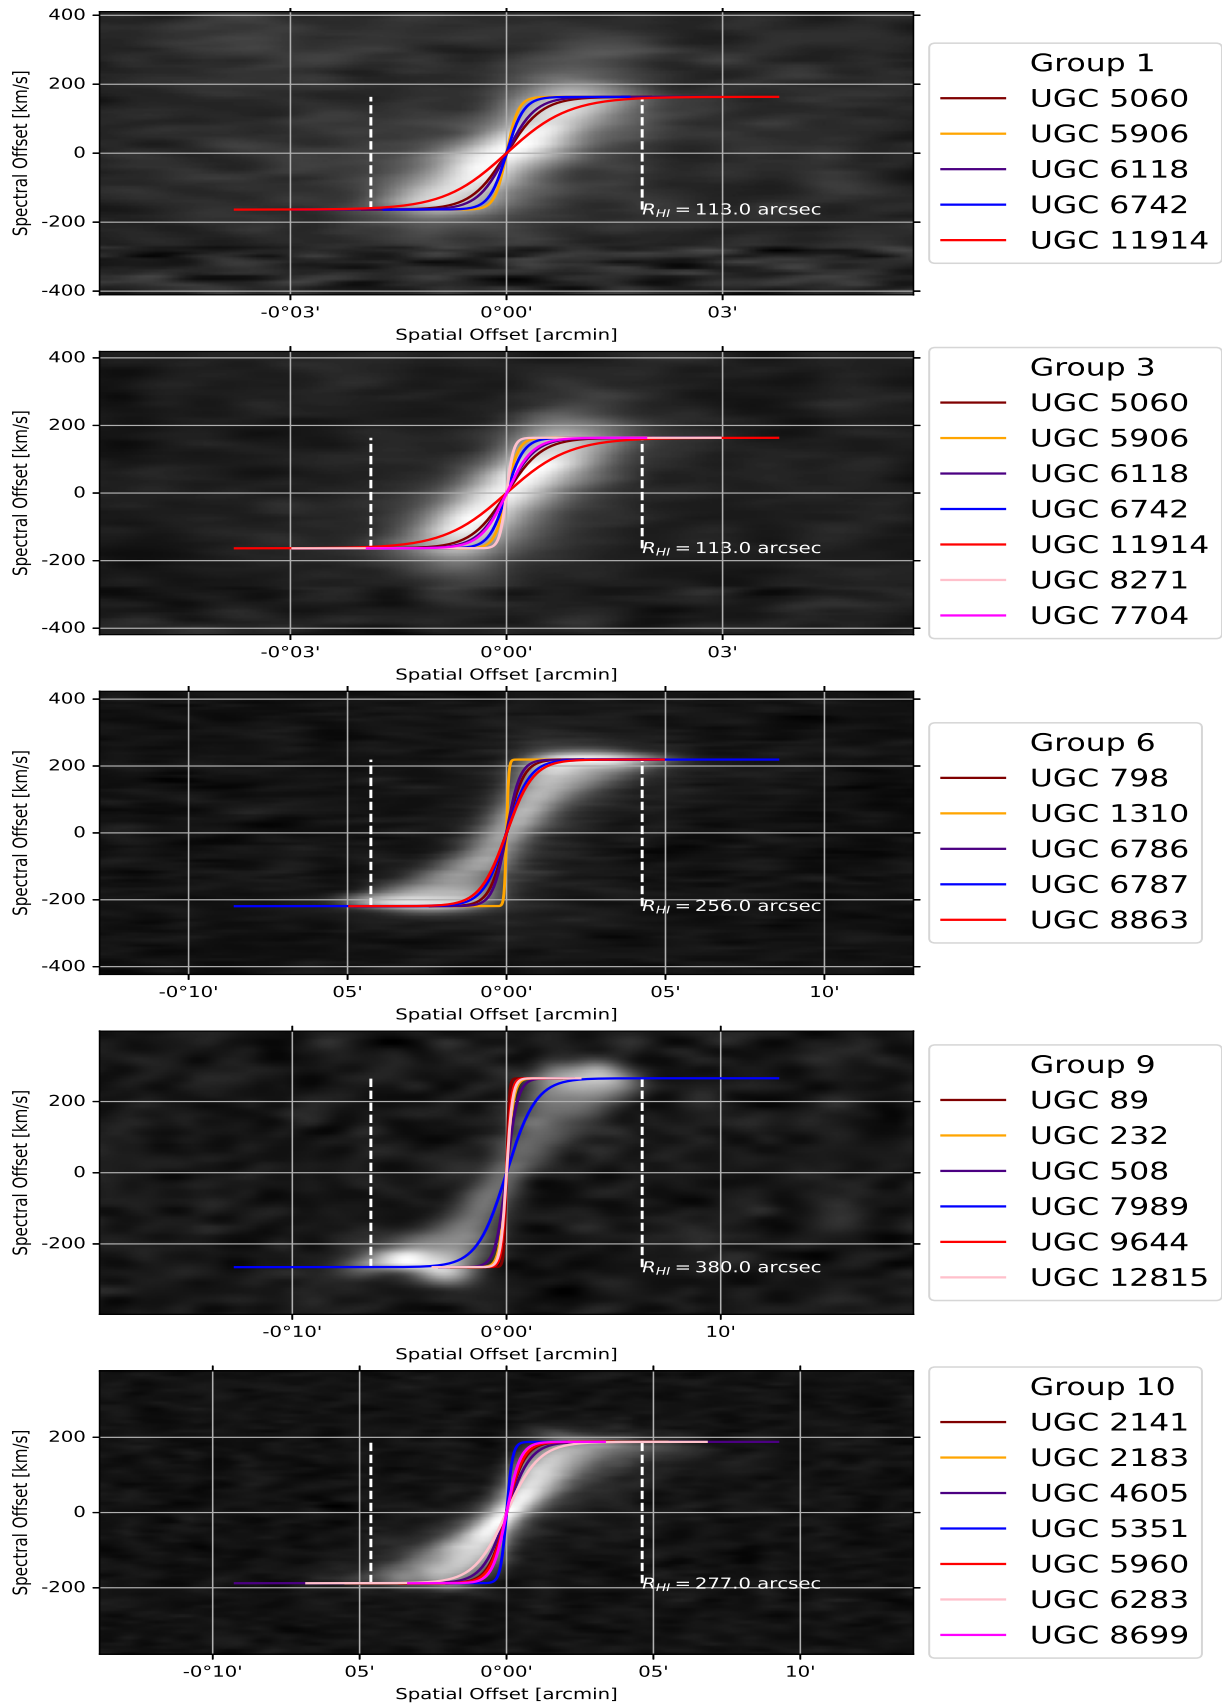 400
200
0
-200
-400
Spectral Offset [km/s]
R_HI = 113.0 arcsec
-0°03' 0°00' 03'
Spatial Offset [arcmin]
Group 1
UGC 5060
UGC 5906
UGC 6118
UGC 6742
UGC 11914
400
200
0
-200
-400
Spectral Offset [km/s]
R_HI = 113.0 arcsec
-0°03' 0°00' 03'
Spatial Offset [arcmin]
Group 3
UGC 5060
UGC 5906
UGC 6118
UGC 6742
UGC 11914
UGC 8271
UGC 7704
400
200
0
-200
-400
Spectral Offset [km/s]
R_HI = 256.0 arcsec
-0°10' 05' 0°00' 05' 10'
Spatial Offset [arcmin]
Group 6
UGC 798
UGC 1310
UGC 6786
UGC 6787
UGC 8863
200
0
-200
Spectral Offset [km/s]
R_HI = 380.0 arcsec
-0°10' 0°00' 10'
Spatial Offset [arcmin]
Group 9
UGC 89
UGC 232
UGC 508
UGC 7989
UGC 9644
UGC 12815
200
0
-200
Spectral Offset [km/s]
R_HI = 277.0 arcsec
-0°10' 05' 0°00' 05' 10'
Spatial Offset [arcmin]
Group 10
UGC 2141
UGC 2183
UGC 4605
UGC 5351
UGC 5960
UGC 6283
UGC 8699